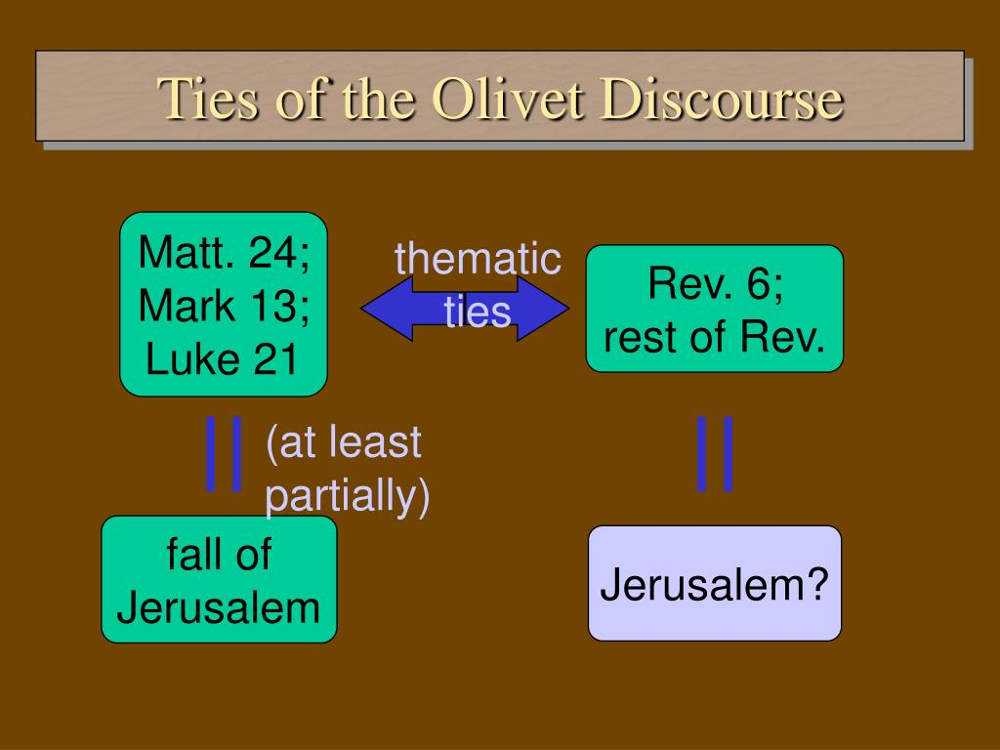 Ties of the Olivet Discourse
Matt. 24;
Mark 13;
Luke 21
thematic
ties
Rev. 6;
rest of Rev.
(at least
partially)
fall of
Jerusalem
Jerusalem?